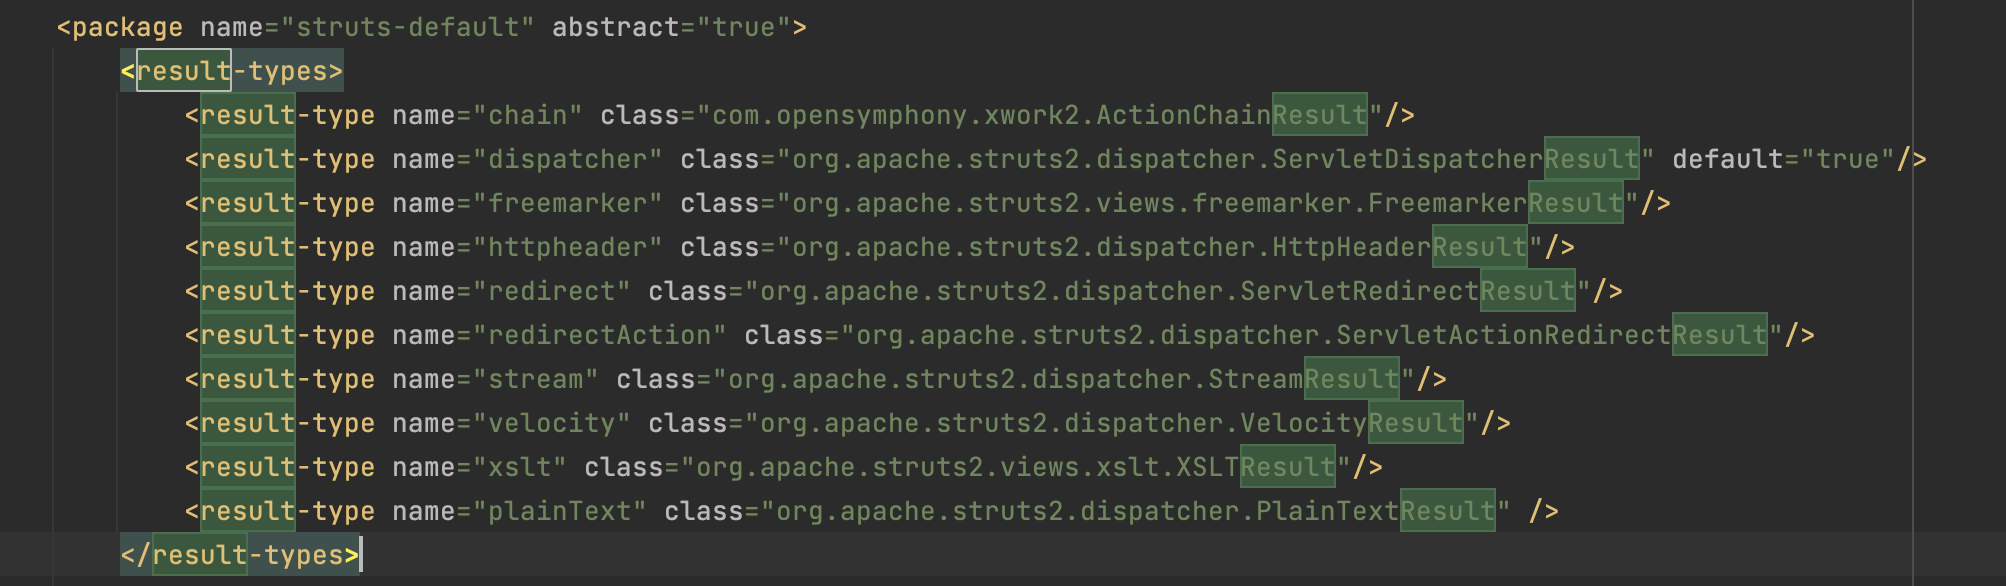 <package name="struts-default" abstract="true">
<result-types>
<result-type name="chain" class="com.opensymphony.xwork2.ActionChainResult"/>
<result-type name="dispatcher" class="org.apache.struts2.dispatcher.ServletDispatcherResult" default="true"/>
<result-type name="freemarker" class="org.apache.struts2.views.freemarker.FreemarkerResult"/>
<result-type name="httpheader" class="org.apache.struts2.dispatcher.HttpHeaderResult"/>
<result-type name="redirect" class="org.apache.struts2.dispatcher.ServletRedirectResult"/>
<result-type name="redirectAction" class="org.apache.struts2.dispatcher.ServletActionRedirectResult"/>
<result-type name="stream" class="org.apache.struts2.dispatcher.StreamResult"/>
<result-type name="velocity" class="org.apache.struts2.dispatcher.VelocityResult"/>
<result-type name="xslt" class="org.apache.struts2.views.xslt.XSLTResult"/>
<result-type name="plainText" class="org.apache.struts2.dispatcher.PlainTextResult" />
</result-types>